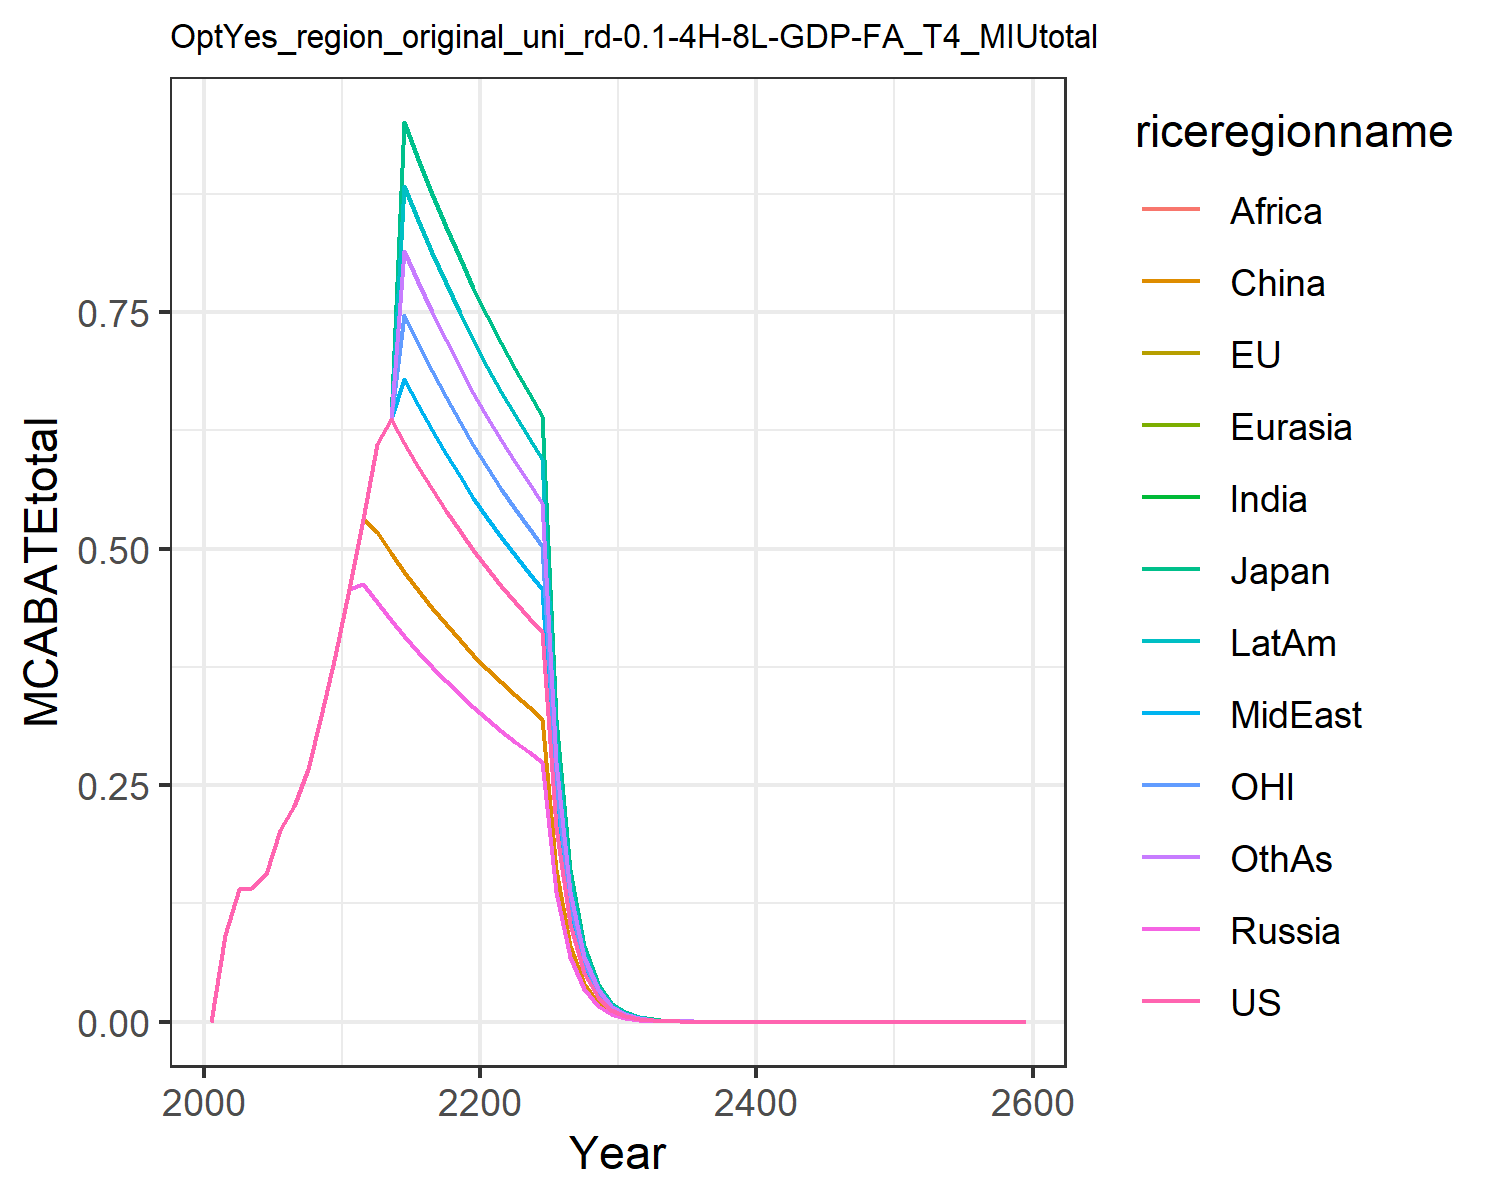 OptYes_region_original_uni_rd-0.1-4H-8L-GDP-FA_T4_MIUtotal
MCABATEtotal
0.75
0.50
0.25
0.00
2000
2200
2400
2600
Year
riceregionname
Africa
China
EU
Eurasia
India
Japan
LatAm
MidEast
OHI
OthAs
Russia
US